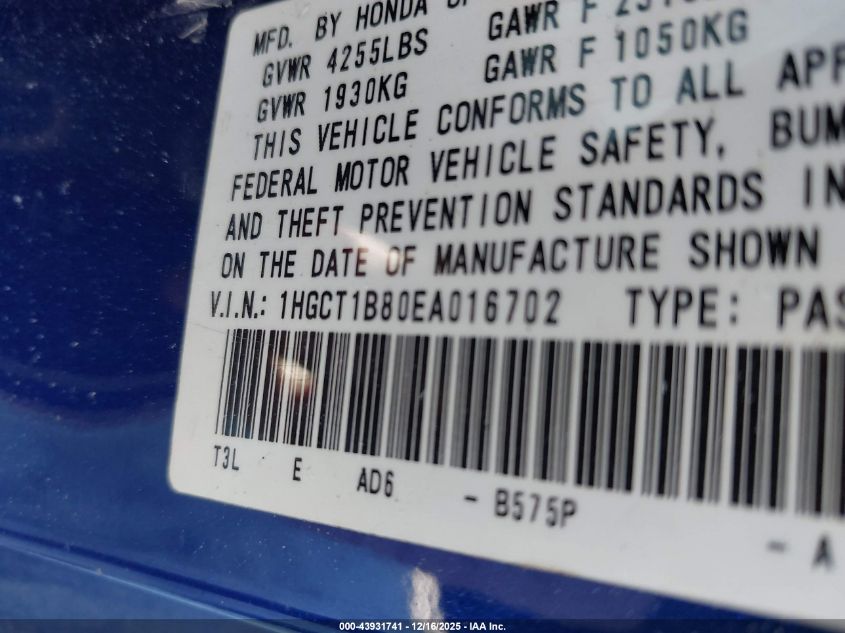 MFD. BY HONDA
GVWR 4255LBS GAWR F
GVWR 1930KG GAWR F 1050KG
THIS VEHICLE CONFORMS TO ALL
FEDERAL MOTOR VEHICLE SAFETY,
AND THEFT PREVENTION STANDARDS IN
ON THE DATE OF MANUFACTURE SHOWN
V.I.N.: 1HGCT1B80EA016702 TYPE: PAS
T3L E AD6 - B575P - A
000-43931741 - 12/16/2025 - IAA Inc.